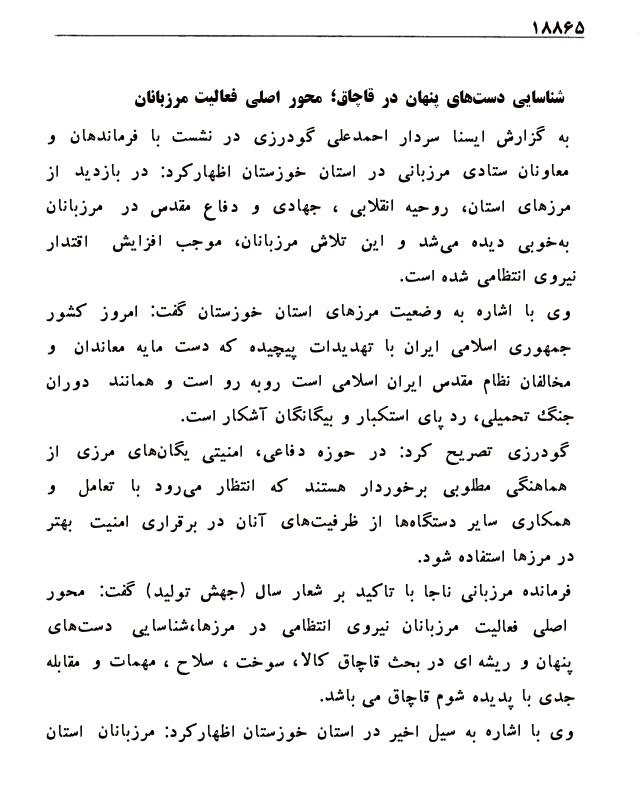 ۱۸۸۶۵
شناسایی دست‌های پنهان در قاچاق؛ محور اصلی فعالیت مرزبانان
به گزارش ایسنا سردار احمدعلی گودرزی در نشست با فرماندهان و
معاونان ستادی مرزبانی در استان خوزستان اظهارکرد: در بازدید از
مرزهای استان، روحیه انقلابی ، جهادی و دفاع مقدس در مرزبانان
به‌خوبی دیده می‌شد و این تلاش مرزبانان، موجب افزایش اقتدار
نیروی انتظامی شده است.
وی با اشاره به وضعیت مرزهای استان خوزستان گفت: امروز کشور
جمهوری اسلامی ایران با تهدیدات پیچیده که دست مایه معاندان و
مخالفان نظام مقدس ایران اسلامی است روبه رو است و همانند دوران
جنگ تحمیلی، رد پای استکبار و بیگانگان آشکار است.
گودرزی تصریح کرد: در حوزه دفاعی، امنیتی یگان‌های مرزی از
هماهنگی مطلوبی برخوردار هستند که انتظار می‌رود با تعامل و
همکاری سایر دستگاه‌ها از ظرفیت‌های آنان در برقراری امنیت بهتر
در مرزها استفاده شود.
فرمانده مرزبانی ناجا با تاکید بر شعار سال (جهش تولید) گفت: محور
اصلی فعالیت مرزبانان نیروی انتظامی در مرزها،شناسایی دست‌های
پنهان و ریشه ای در بحث قاچاق کالا، سوخت ، سلاح ، مهمات و مقابله
جدی با پدیده شوم قاچاق می باشد.
وی با اشاره به سیل اخیر در استان خوزستان اظهارکرد: مرزبانان استان